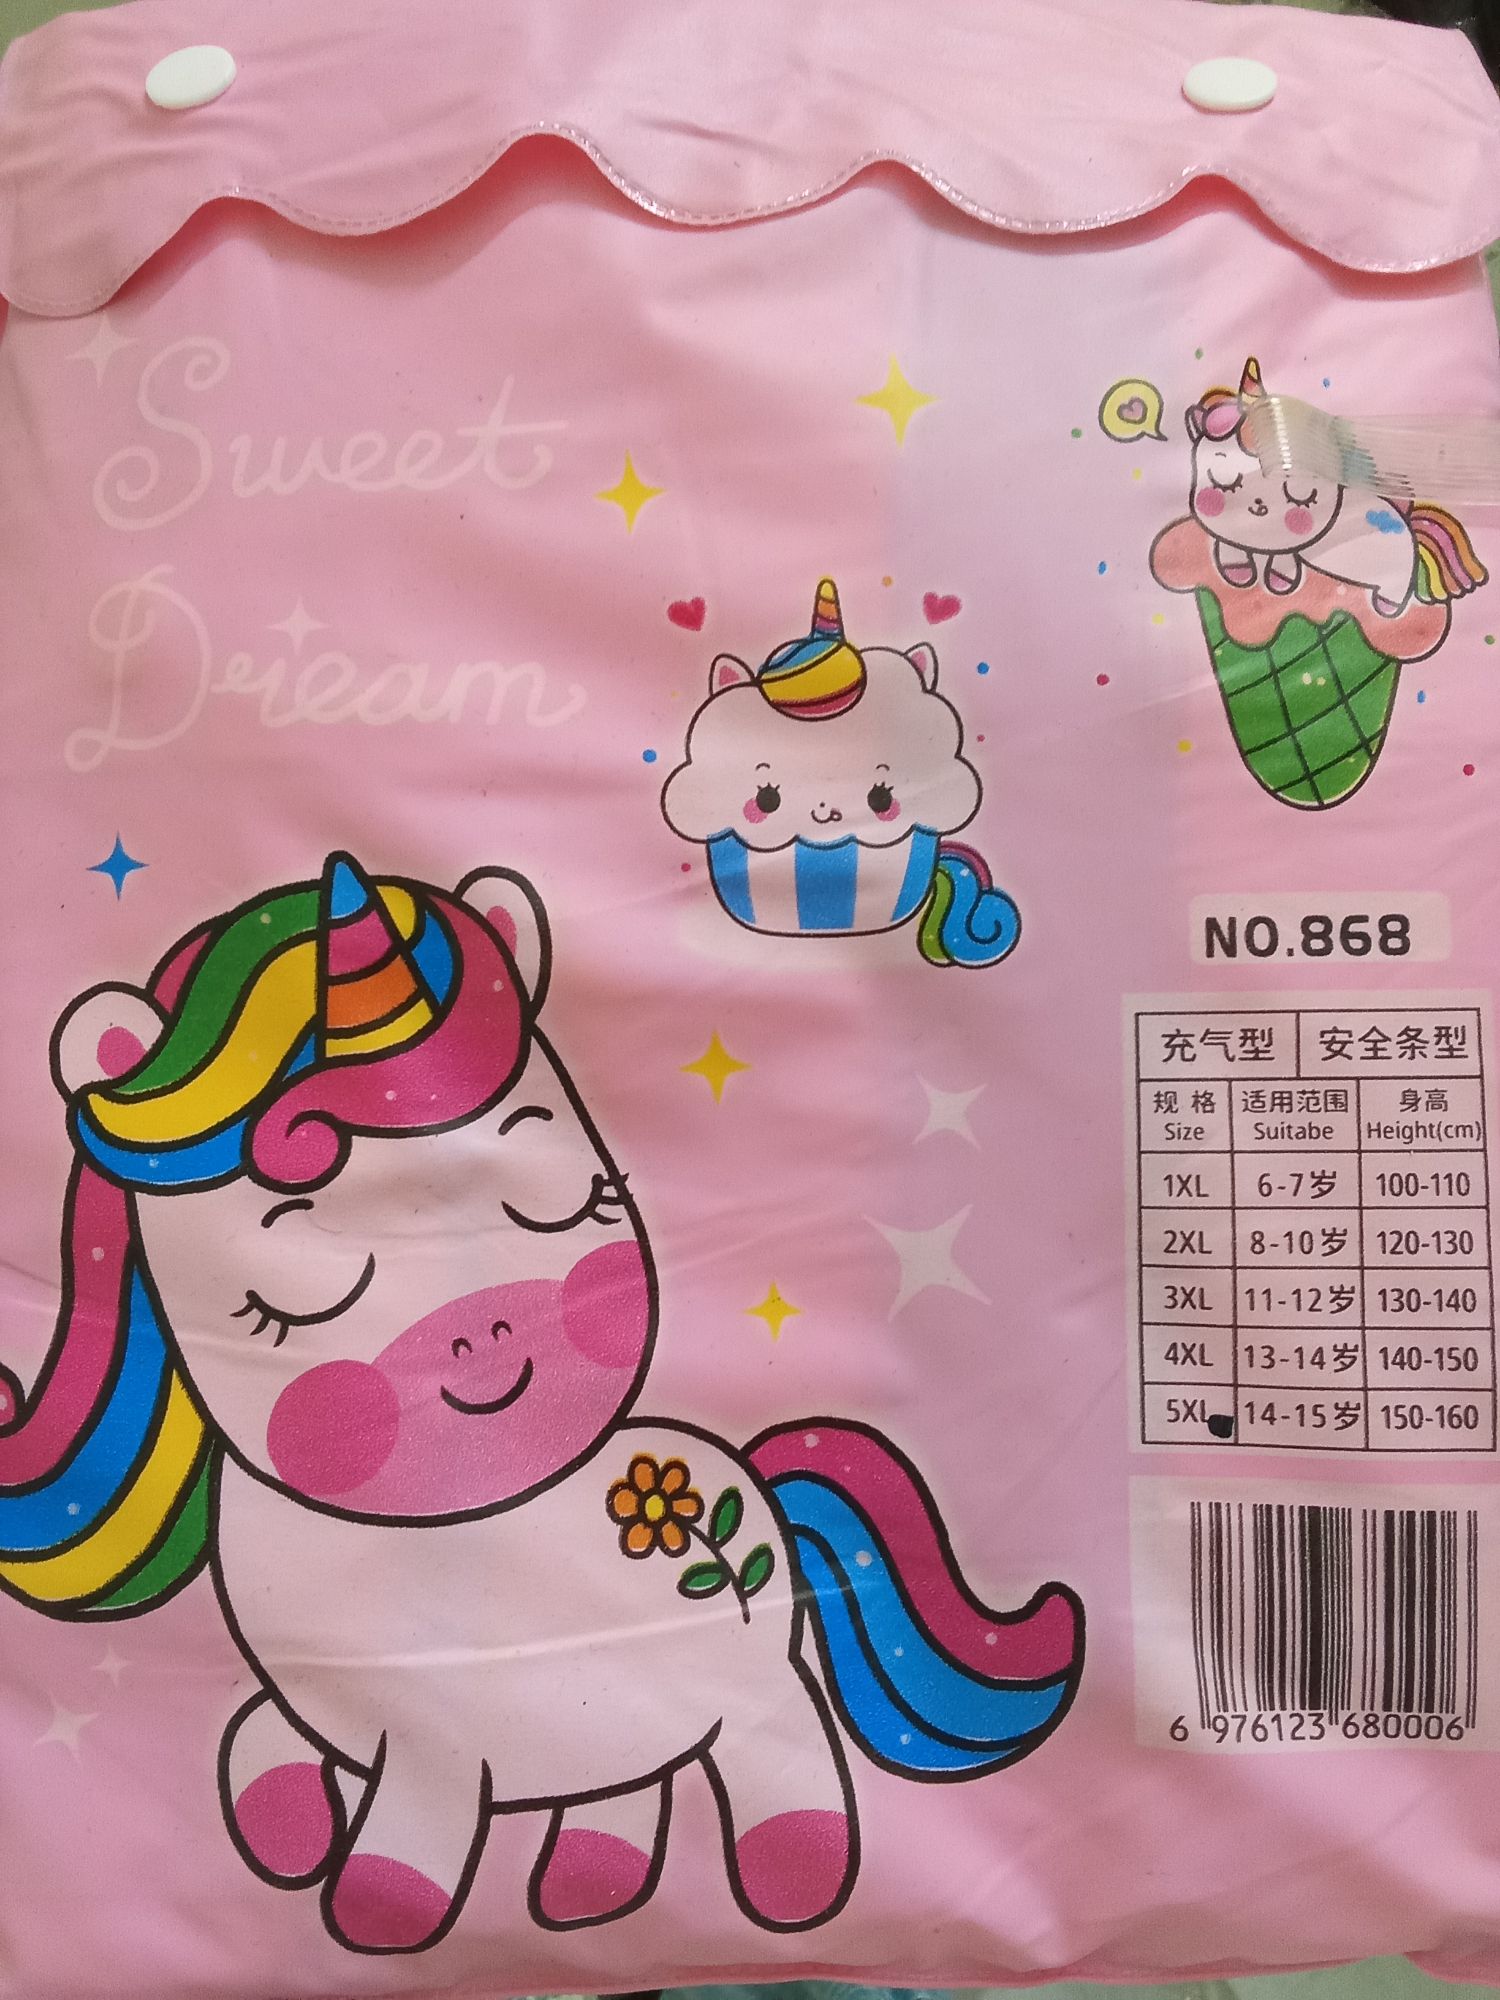 Sweet
Dream
NO.868
充气型 安全条型
规 格 适用范围 身高
Size Suitabe Height(cm)
1XL 6-7岁 100-110
2XL 8-10岁 120-130
3XL 11-12岁 130-140
4XL 13-14岁 140-150
5XL 14-15岁 150-160
6 976123 680006